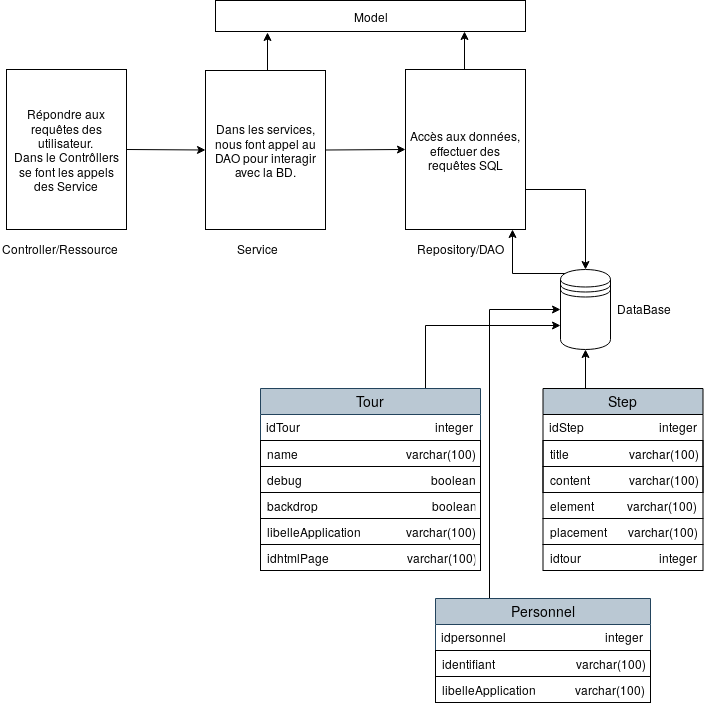 Model
Répondre aux
requêtes des
utilisateur.
Dans le Contrôllers
se font les appels
des Service
Dans les services,
nous font appel au
DAO pour interagir
avec la BD.
Accès aux données,
effectuer des
requêtes SQL
Controller/Ressource
Service
Repository/DAO
DataBase
Tour
idTour integer
name varchar(100)
debug boolean
backdrop boolean
libelleApplication varchar(100)
idhtmlPage varchar(100)
Step
idStep integer
title varchar(100)
content varchar(100)
element varchar(100)
placement varchar(100)
idtour integer
Personnel
idpersonnel integer
identifiant varchar(100)
libelleApplication varchar(100)